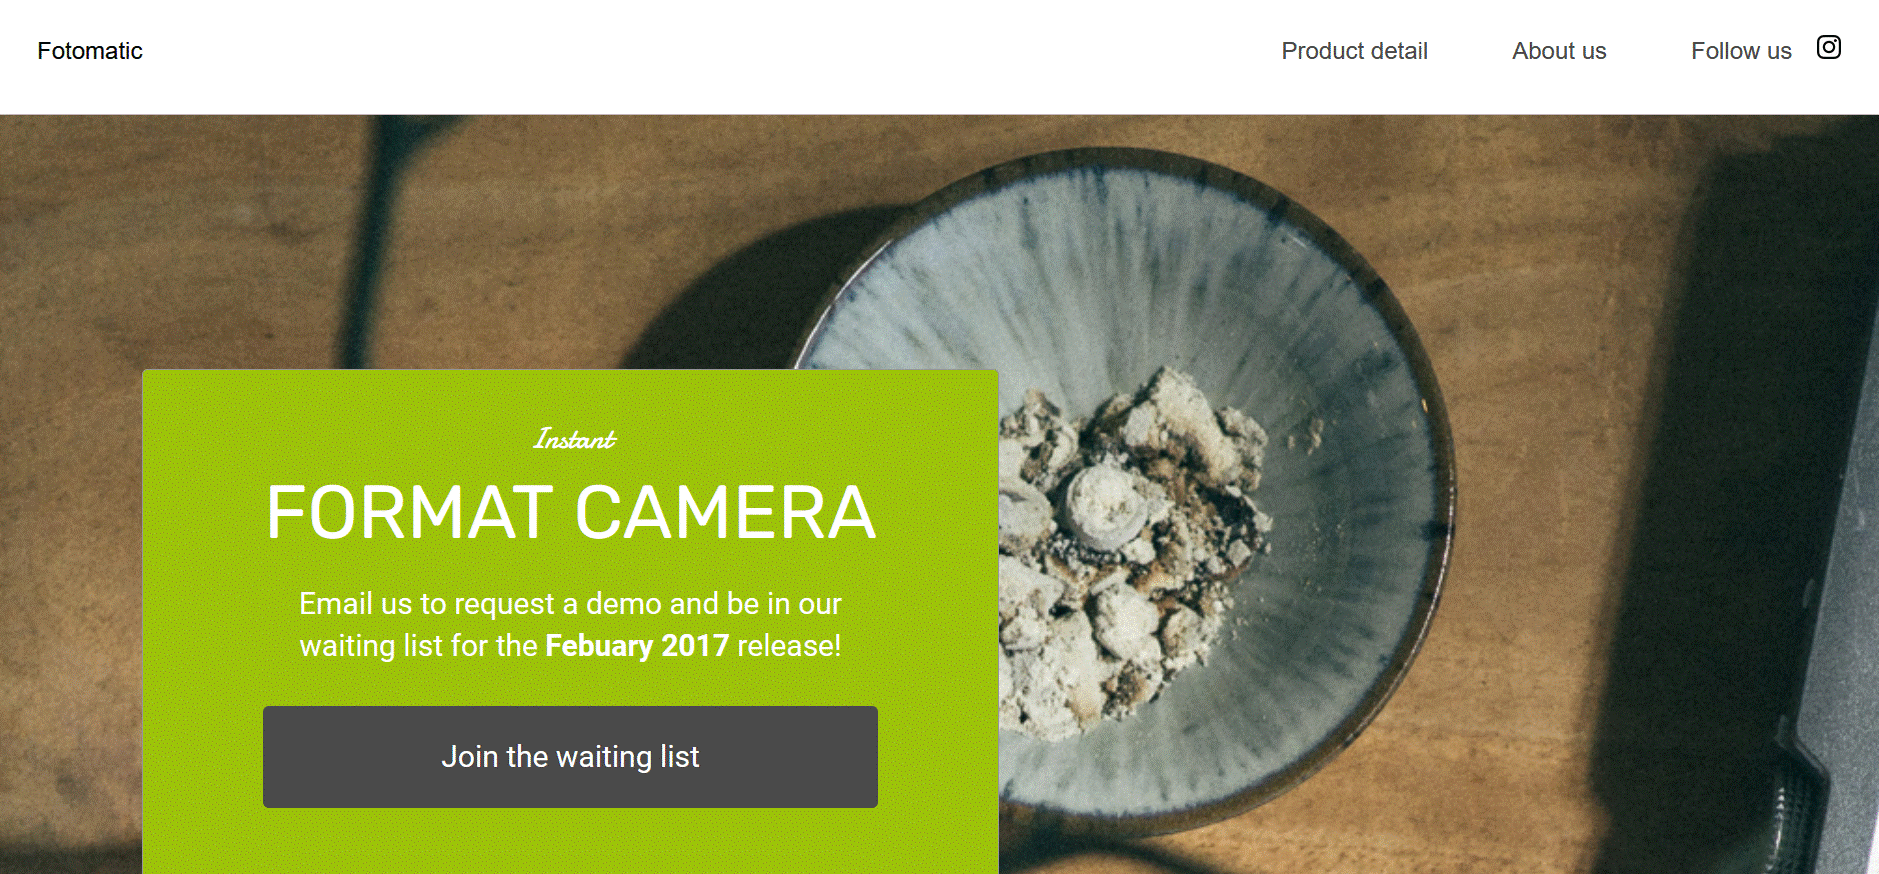 Fotomatic
Product detail
About us
Follow us
Instant
FORMAT CAMERA
Email us to request a demo and be in our
waiting list for the Febuary 2017 release!
Join the waiting list